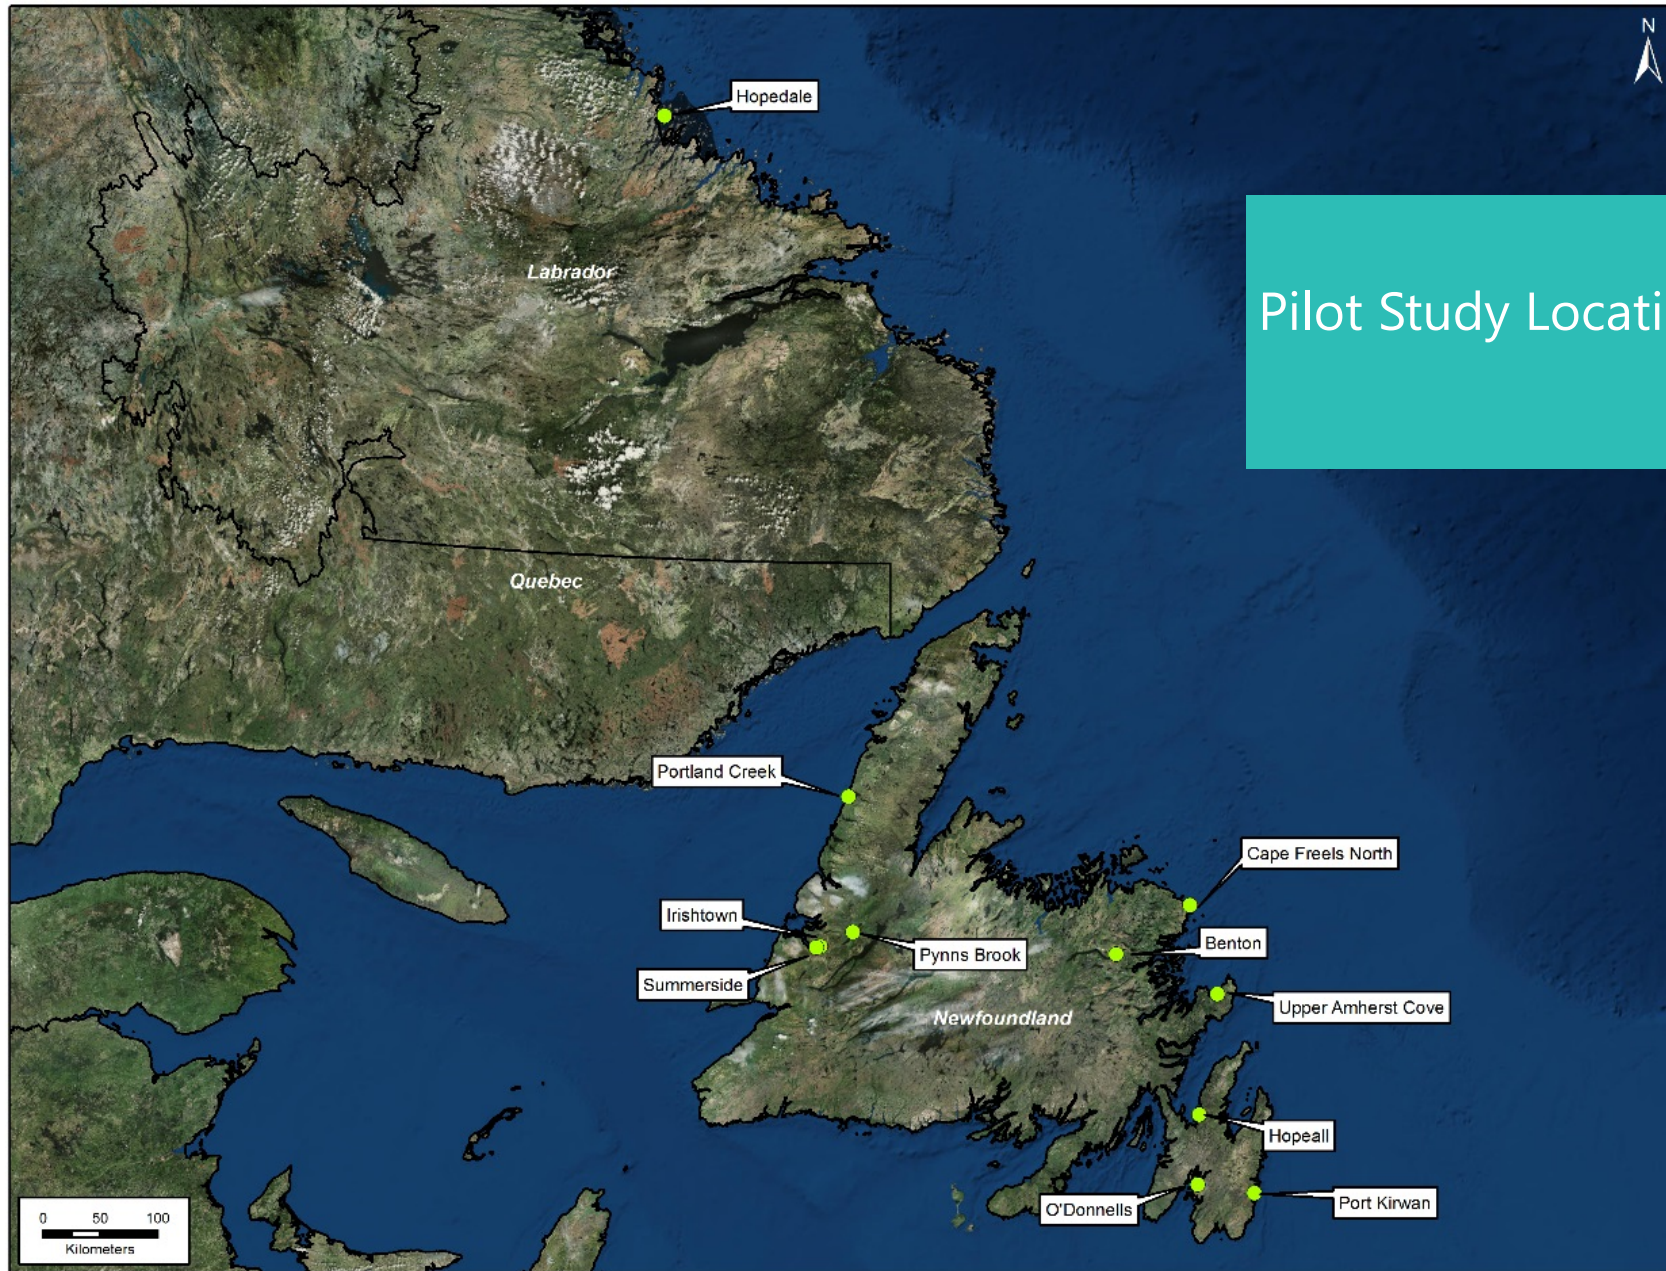 N
Hopedale
Labrador
Pilot Study Locati
Quebec
Portland Creek
Cape Freels North
Irishtown
Benton
Pynns Brook
Summerside
Upper Amherst Cove
Newfoundland
Hopeall
Port Kirwan
O'Donnells
0 50 100
Kilometers